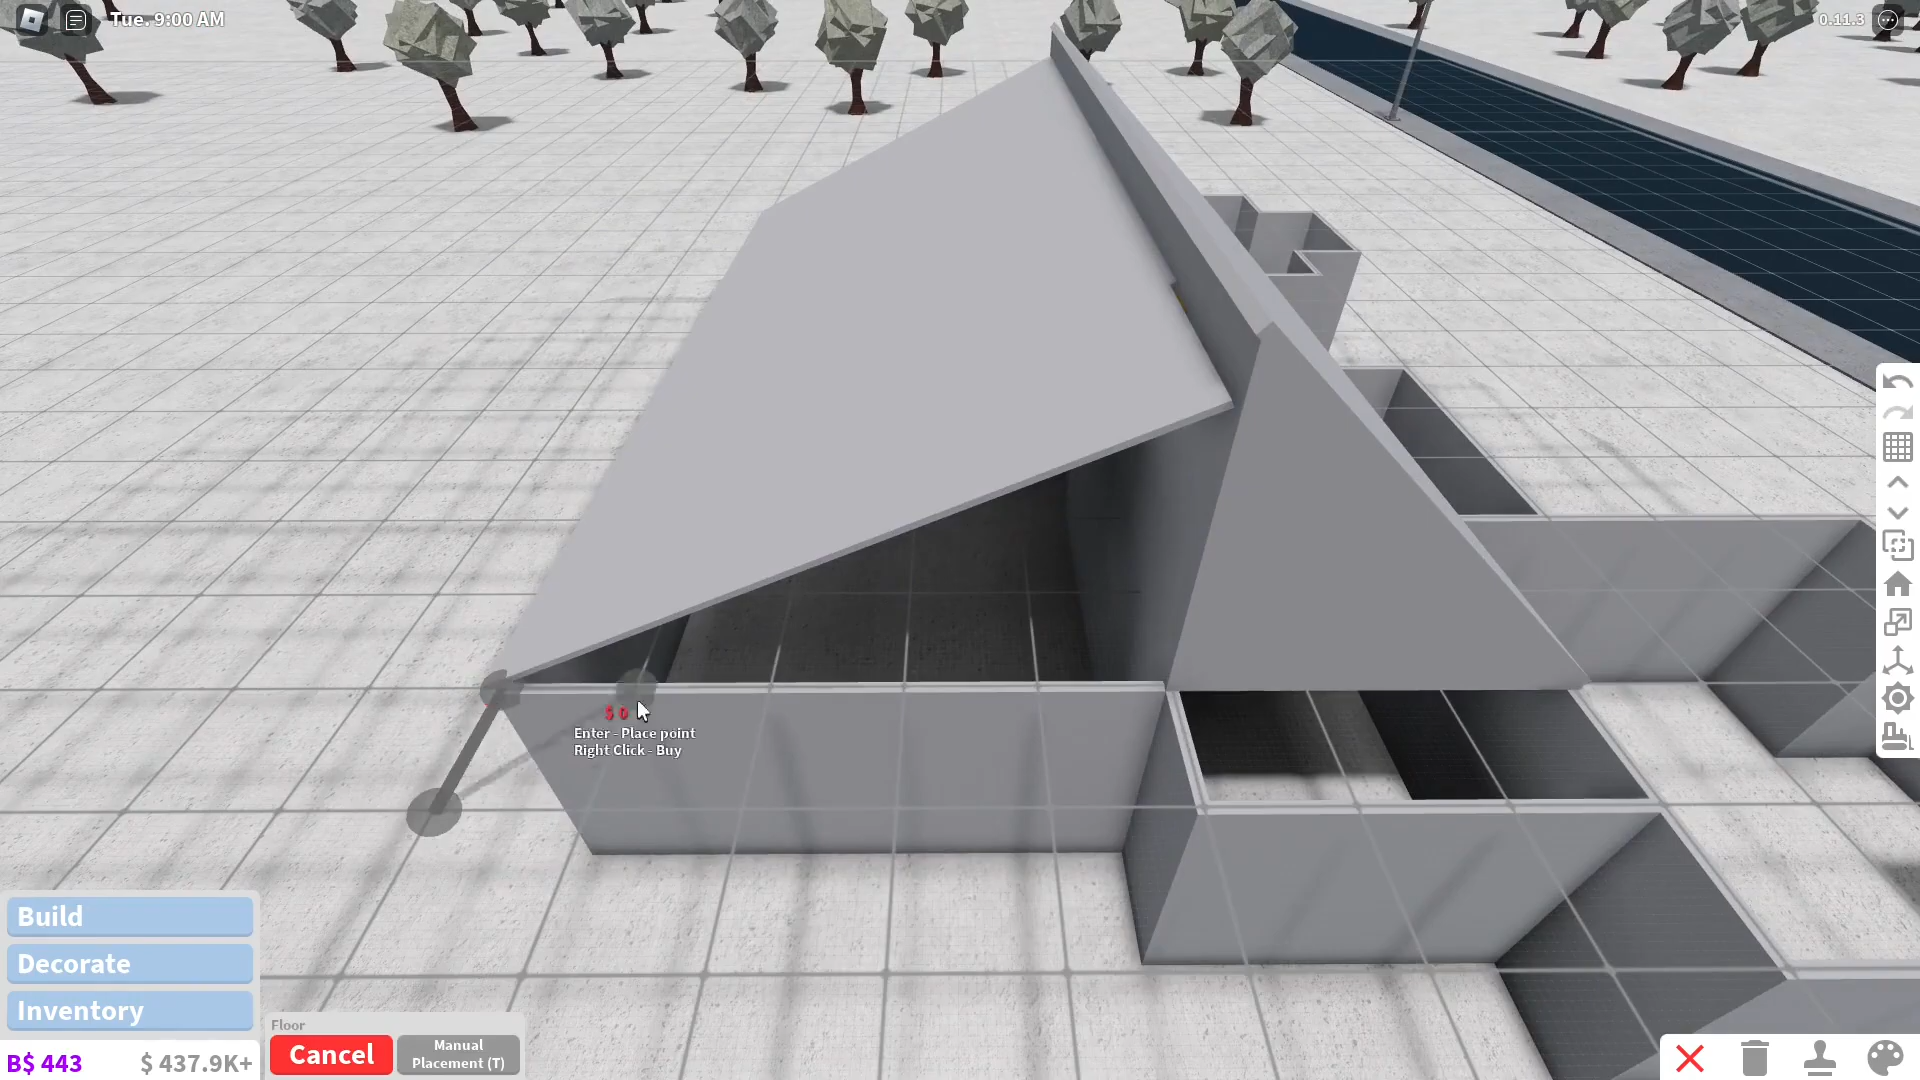 Tue. 9:00 AM
0.11.3
$ 0
Enter - Place point
Right Click - Buy
Build
Decorate
Inventory
B$ 443
$ 437.9K+
Floor
Cancel
Manual
Placement (T)